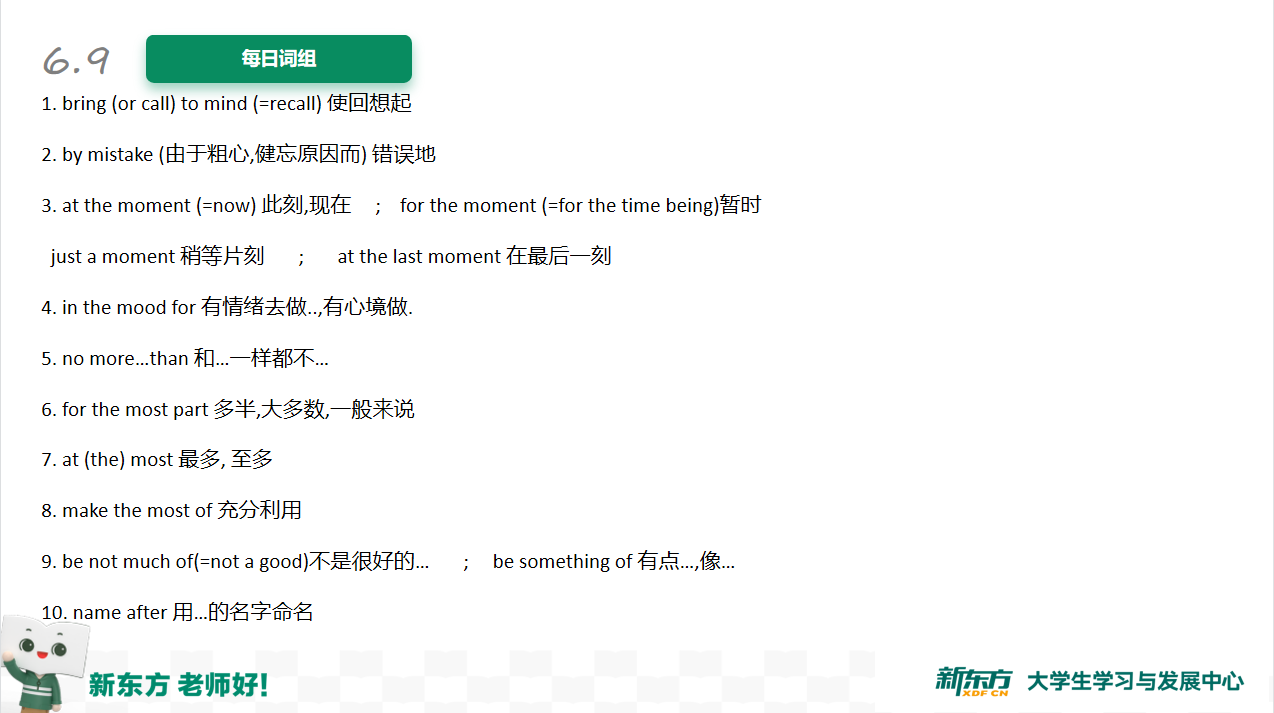 6.9 每日词组
1. bring (or call) to mind (=recall) 使回想起
2. by mistake (由于粗心,健忘原因而) 错误地
3. at the moment (=now) 此刻,现在 ; for the moment (=for the time being)暂时
just a moment 稍等片刻 ; at the last moment 在最后一刻
4. in the mood for 有情绪去做..,有心境做.
5. no more…than 和…一样都不…
6. for the most part 多半,大多数,一般来说
7. at (the) most 最多, 至多
8. make the most of 充分利用
9. be not much of(=not a good)不是很好的… ; be something of 有点…,像…
10. name after 用…的名字命名
新东方 老师好!
新东方 XDF.CN 大学生学习与发展中心